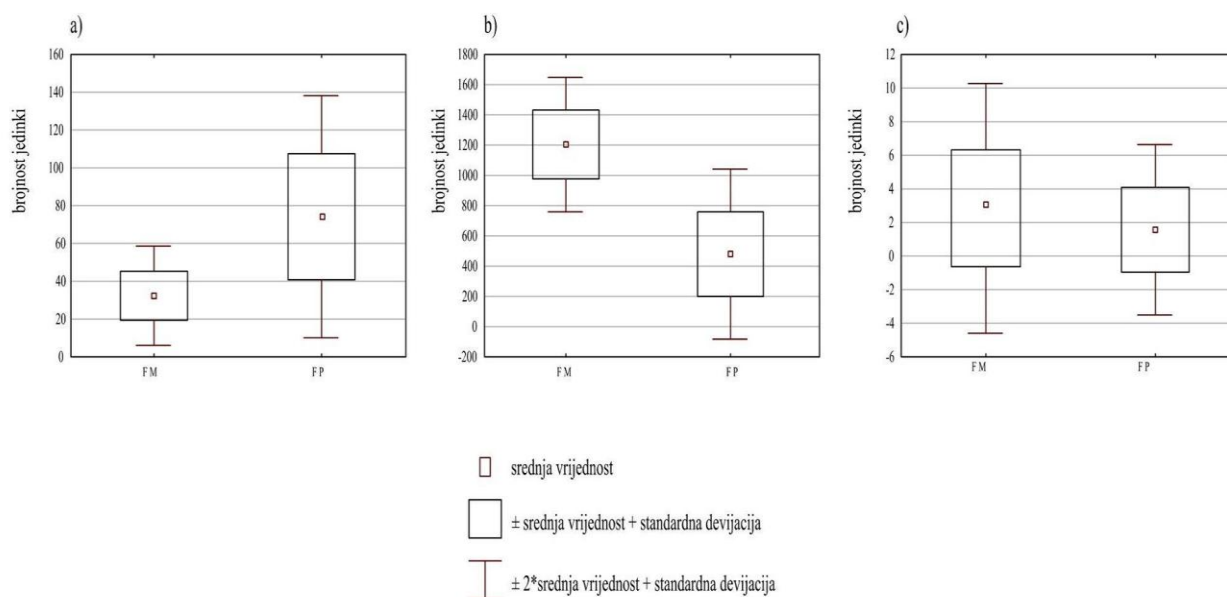 a)
brojnost jedinki
160
140
120
100
80
60
40
20
0
FM
FP
b)
brojnost jedinki
1800
1600
1400
1200
1000
800
600
400
200
0
-200
FM
FP
c)
brojnost jedinki
12
10
8
6
4
2
0
-2
-4
-6
FM
FP
srednja vrijednost
± srednja vrijednost + standardna devijacija
± 2*srednja vrijednost + standardna devijacija